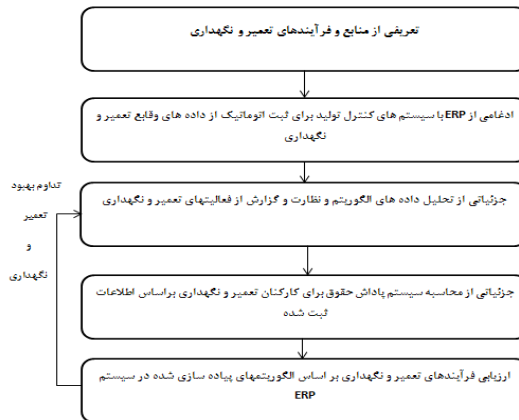 تعریفی از منابع و فرآیندهای تعمیر و نگهداری
ادغامی از ERP با سیستم های کنترل تولید برای ثبت اتوماتیک از داده های وقایع تعمیر و
نگهداری
تداوم بهبود
تعمیر
و
نگهداری
جزئیاتی از تحلیل داده های الگوریتم و نظارت و گزارش از فعالیتهای تعمیر و نگهداری
جزئیاتی از محاسبه سیستم پاداش حقوق برای کارکنان تعمیر و نگهداری براساس اطلاعات
ثبت شده
ارزیابی فرآیندهای تعمیر و نگهداری بر اساس الگوریتمهای پیاده سازی شده در سیستم
ERP